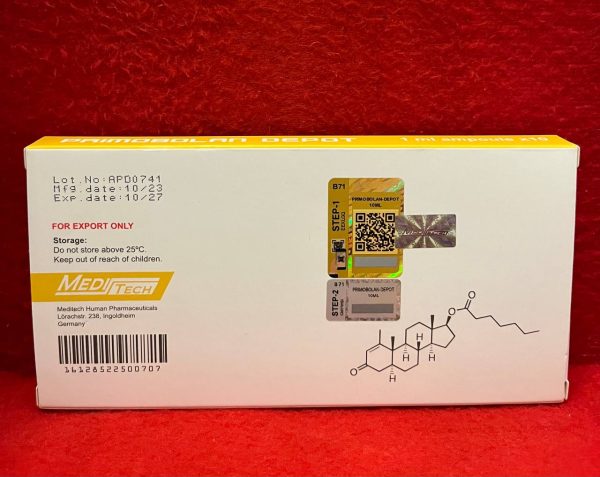 PRIMOBOLAN DEPOT 1 ml ampoule x10
Lot.No:APD0741
Mfg.date:10/23
Exp.date:10/27
FOR EXPORT ONLY
Storage:
Do not store above 25ºC.
Keep out of reach of children.
MEDITECH
Meditech Human Pharmaceuticals
Lörachstr. 238, Ingoldheim
Germany
16128522500707
B71
PRIMOBOLAN-DEPOT
10ML
STEP-1
B71
PRIMOBOLAN-DEPOT
10ML
STEP-2
O
O
O
H
H
H
H